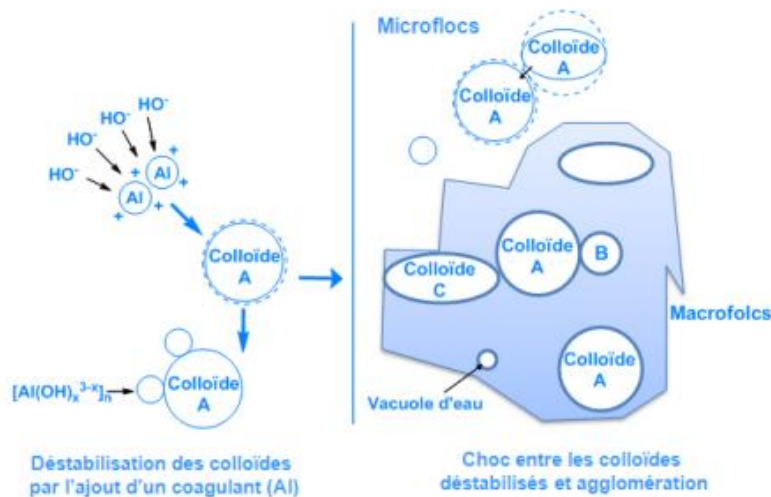 HO⁻
HO⁻
HO⁻
HO⁻
+
+
Al
+
+
Al
+
+
Colloïde
A
[Al(OH)ₓ³⁻ˣ]ₙ
Colloïde
A
Déstabilisation des colloïdes
par l'ajout d'un coagulant (Al)
Microflocs
Colloïde
A
Colloïde
A
Colloïde
A
B
Colloïde
C
Macrofolcs
Colloïde
A
Vacuole d'eau
Choc entre les colloïdes
déstabilisés et agglomération